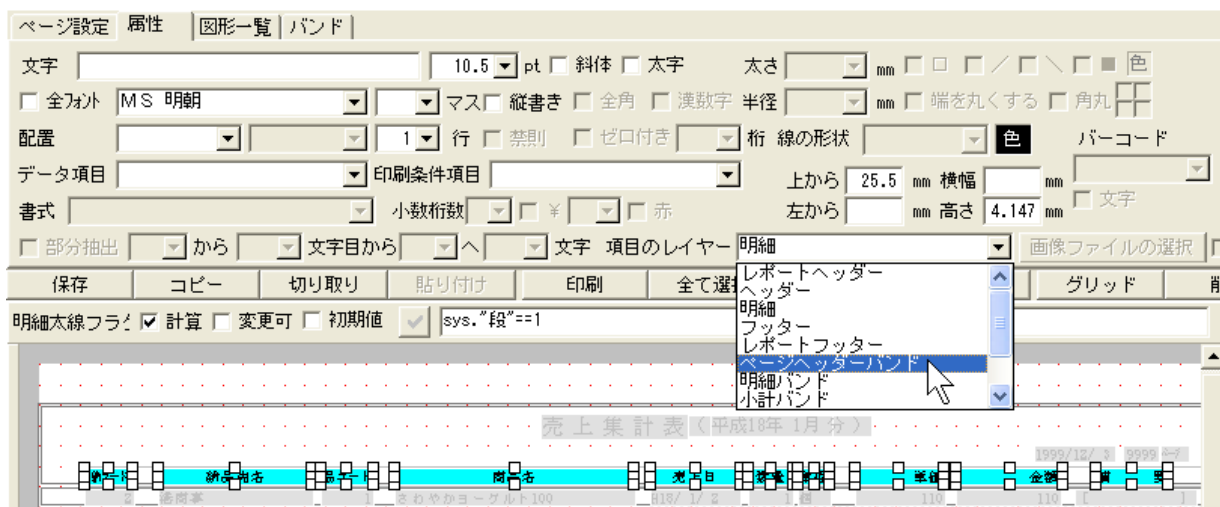 ページ設定 属性 図形一覧 バンド
文字 10.5 pt 斜体 太字 太さ mm □ ／ ＼ ■ 色
全ﾌｫﾝﾄ ＭＳ 明朝 マス 縦書き 全角 漢数字 半径 mm 端を丸くする 角丸
配置 1 行 禁則 ゼロ付き 桁 線の形状 色 バーコード
データ項目 印刷条件項目 上から 25.5 mm 横幅 mm
書式 小数桁数 ￥ 赤 左から mm 高さ 4.147 mm 文字
部分抽出 から 文字目から へ 文字 項目のレイヤー 明細 画像ファイルの選択
レポートヘッダー
ヘッダー
明細
フッター
レポートフッター
ページヘッダーバンド
明細バンド
小計バンド
保存 コピー 切り取り 貼り付け 印刷 全て選 グリッド
明細太線フラ 計算 変更可 初期値 sys."段"==1
売上集計表（平成18年 1月分）
1999/12/ 3 9999
商品名 単価 金額
2 1 さわやかヨーグルト100 H18/ 1/ 2 1 個 110 110 [ ]